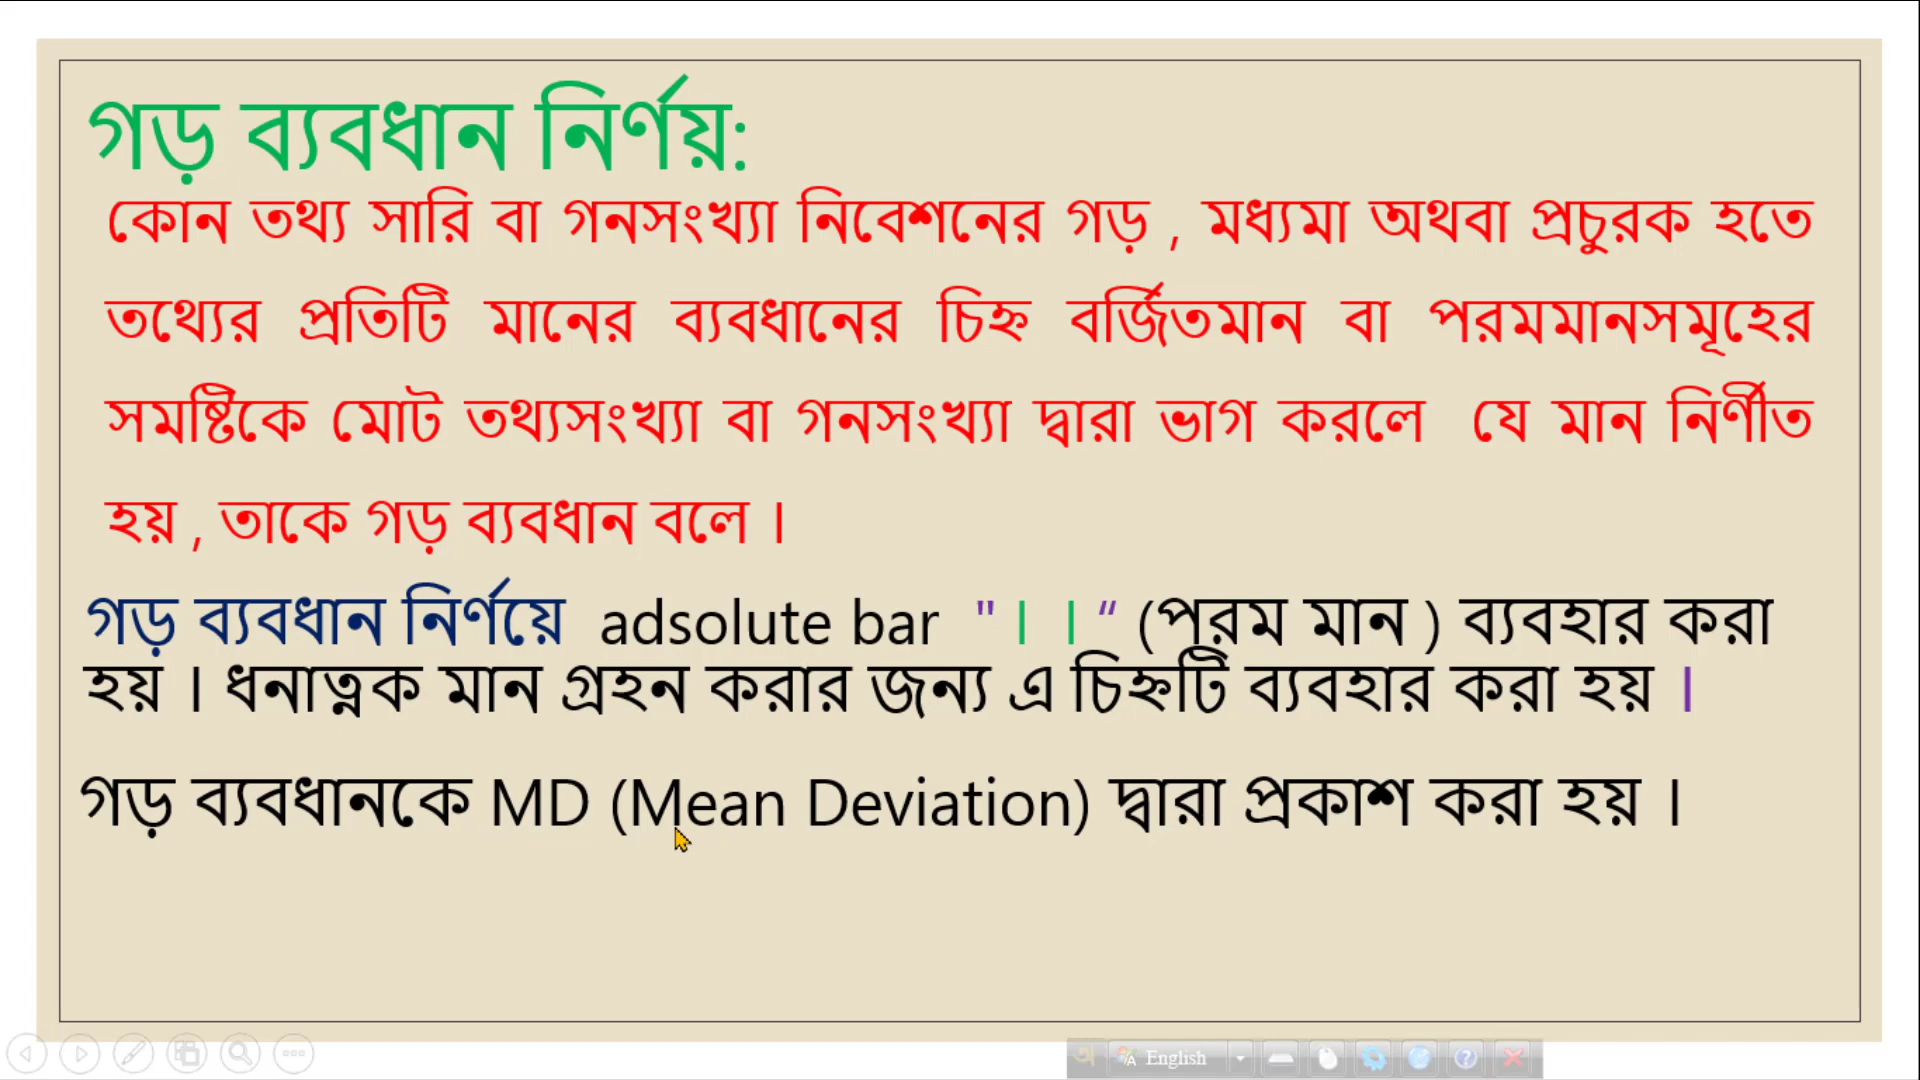 গড় ব্যবধান নির্ণয়:
কোন তথ্য সারি বা গনসংখ্যা নিবেশনের গড় , মধ্যমা অথবা প্রচুরক হতে
তথ্যের প্রতিটি মানের ব্যবধানের চিহ্ন বর্জিতমান বা পরমমানসমূহের
সমষ্টিকে মোট তথ্যসংখ্যা বা গনসংখ্যা দ্বারা ভাগ করলে যে মান নির্ণীত
হয় , তাকে গড় ব্যবধান বলে ।
গড় ব্যবধান নির্ণয়ে adsolute bar "। ।“ (পরম মান ) ব্যবহার করা
হয় । ধনাত্নক মান গ্রহন করার জন্য এ চিহ্নটি ব্যবহার করা হয় ।
গড় ব্যবধানকে MD (Mean Deviation) দ্বারা প্রকাশ করা হয় ।
অ English